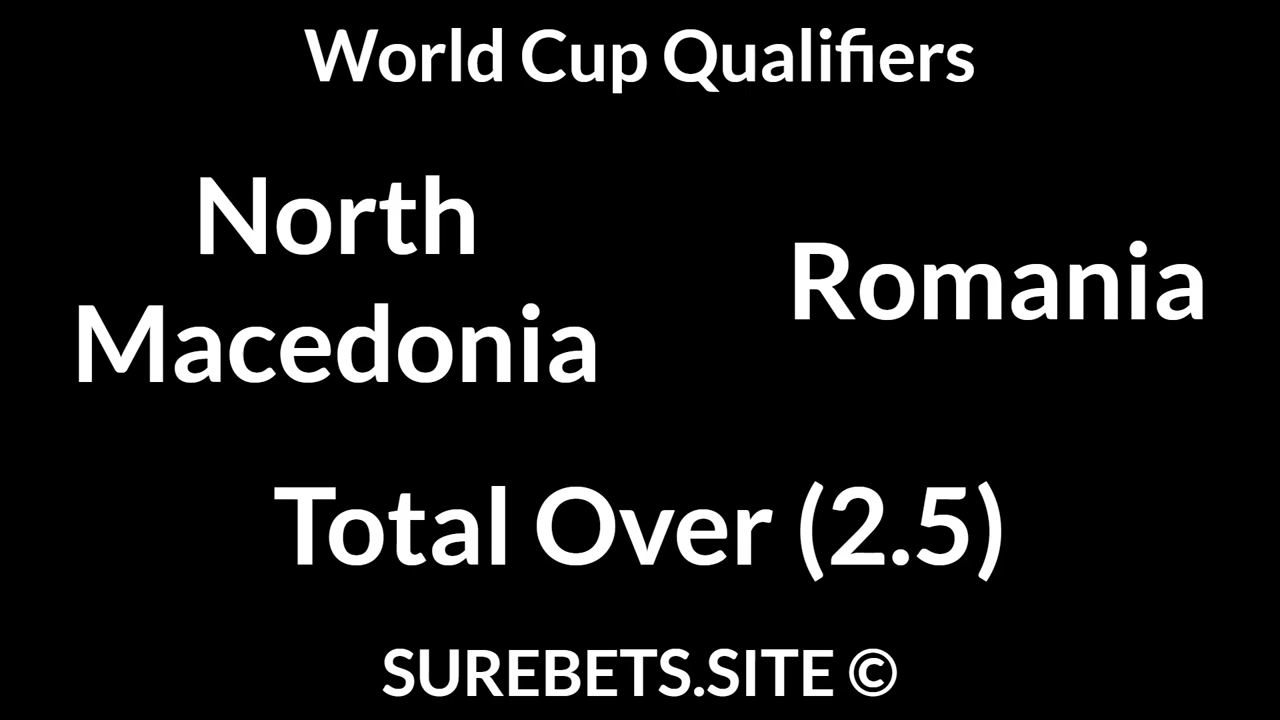 World Cup Qualifiers
North
Macedonia
Romania
Total Over (2.5)
SUREBETS.SITE ©